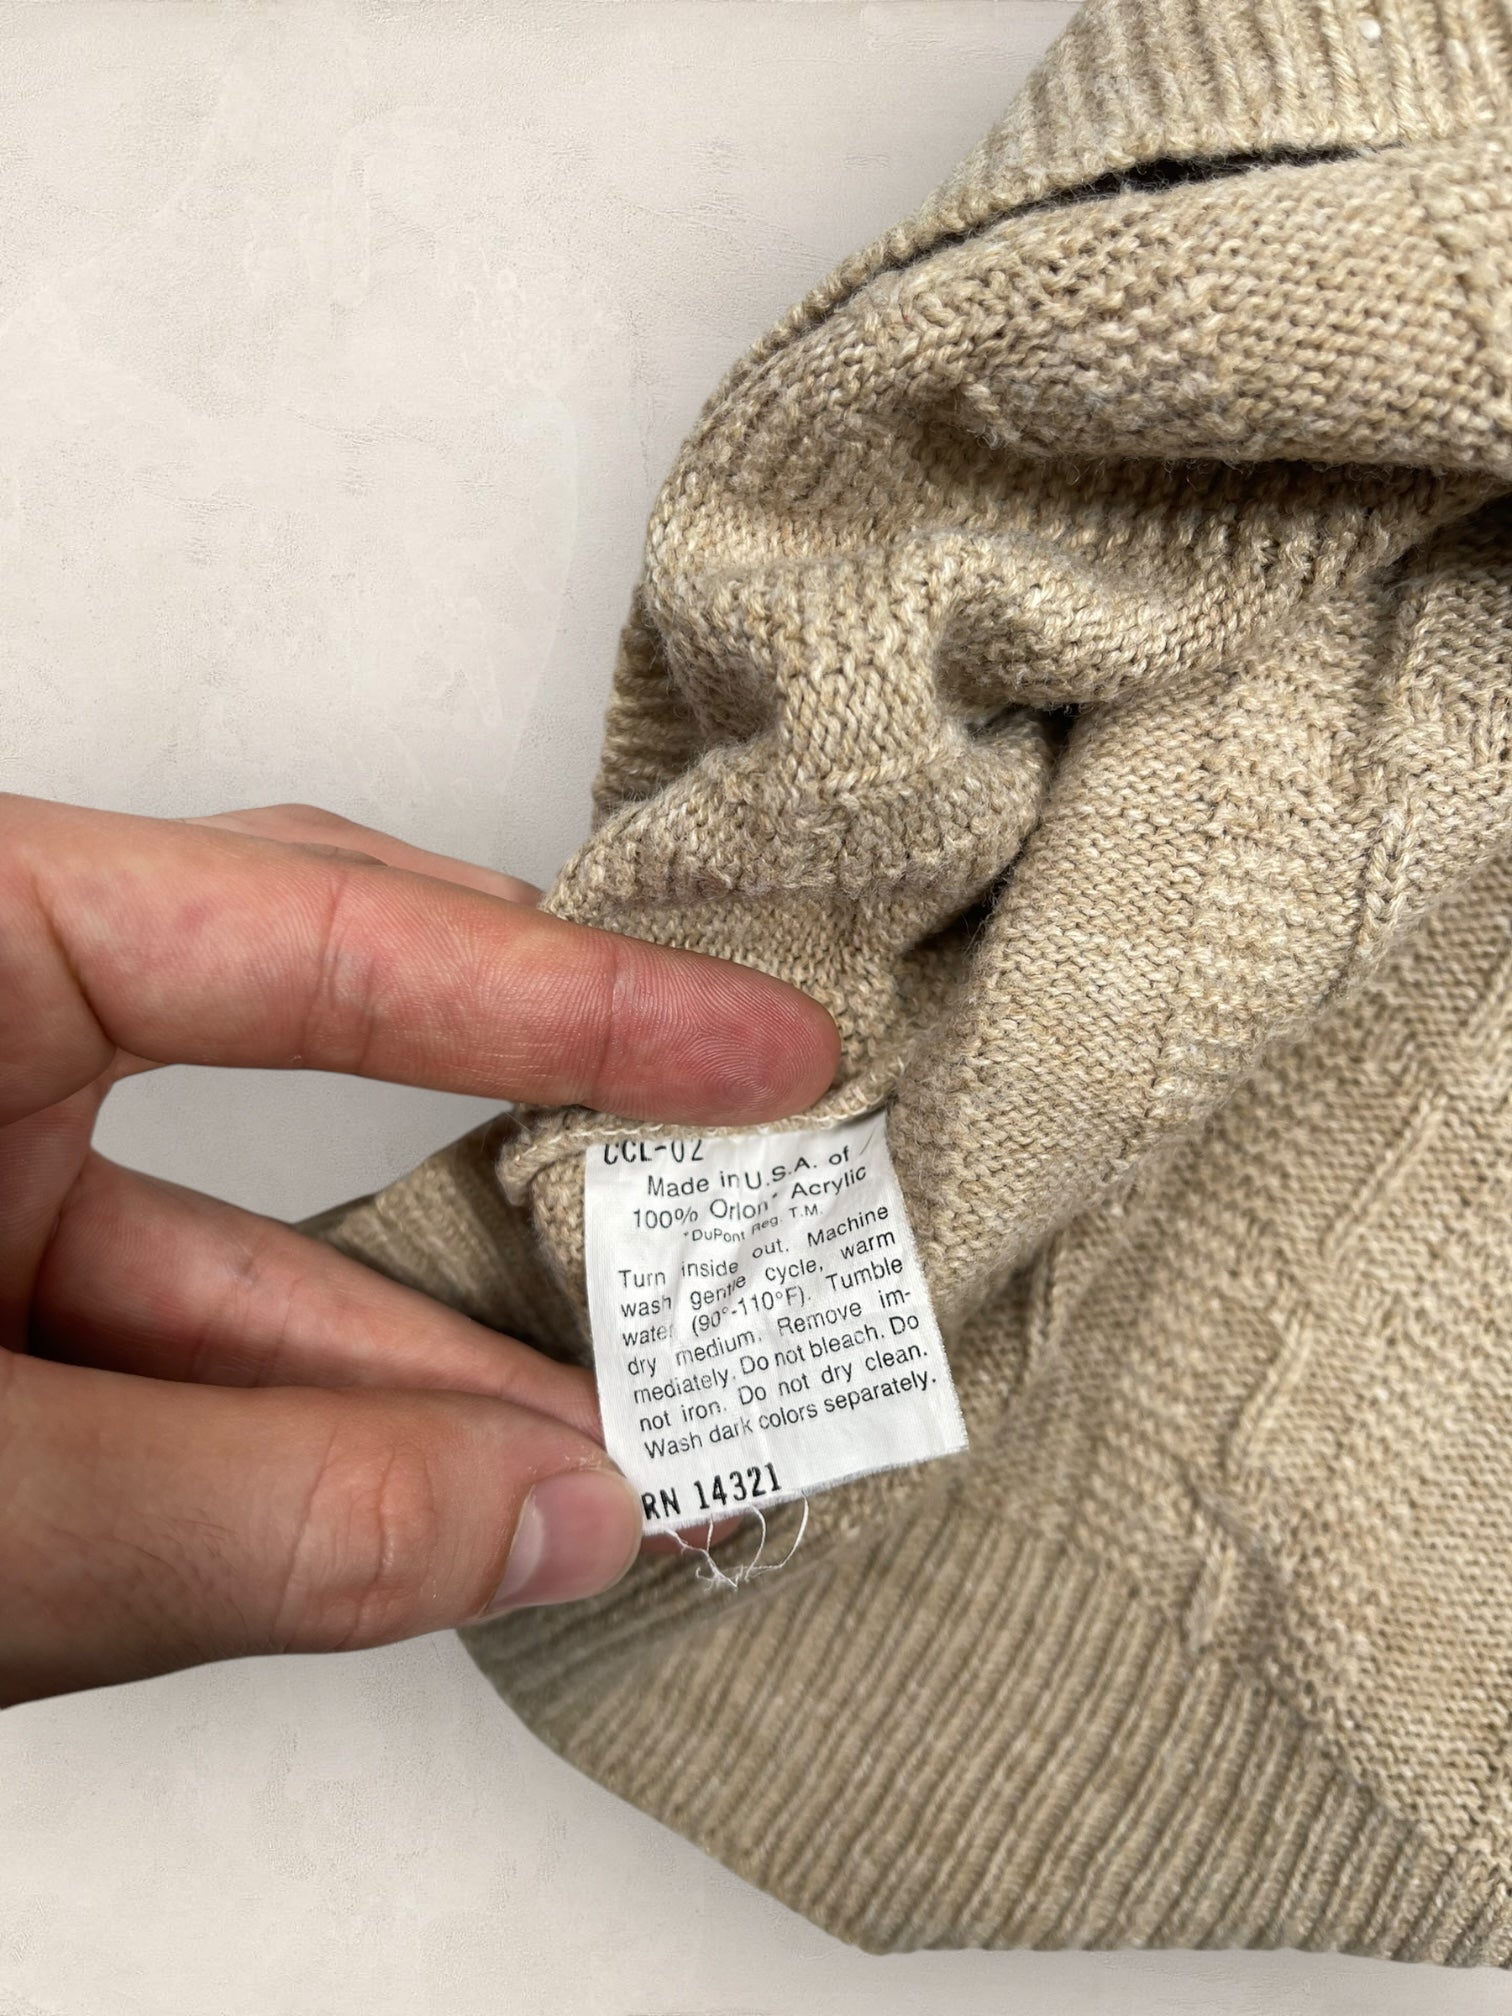 CCL-02
Made in U.S.A. of
100% Orlon* Acrylic
*DuPont Reg. T.M.
Turn inside out. Machine
wash gentle cycle, warm
water (90°-110°F). Tumble
dry medium. Remove im-
mediately. Do not bleach. Do
not iron. Do not dry clean.
Wash dark colors separately.
RN 14321